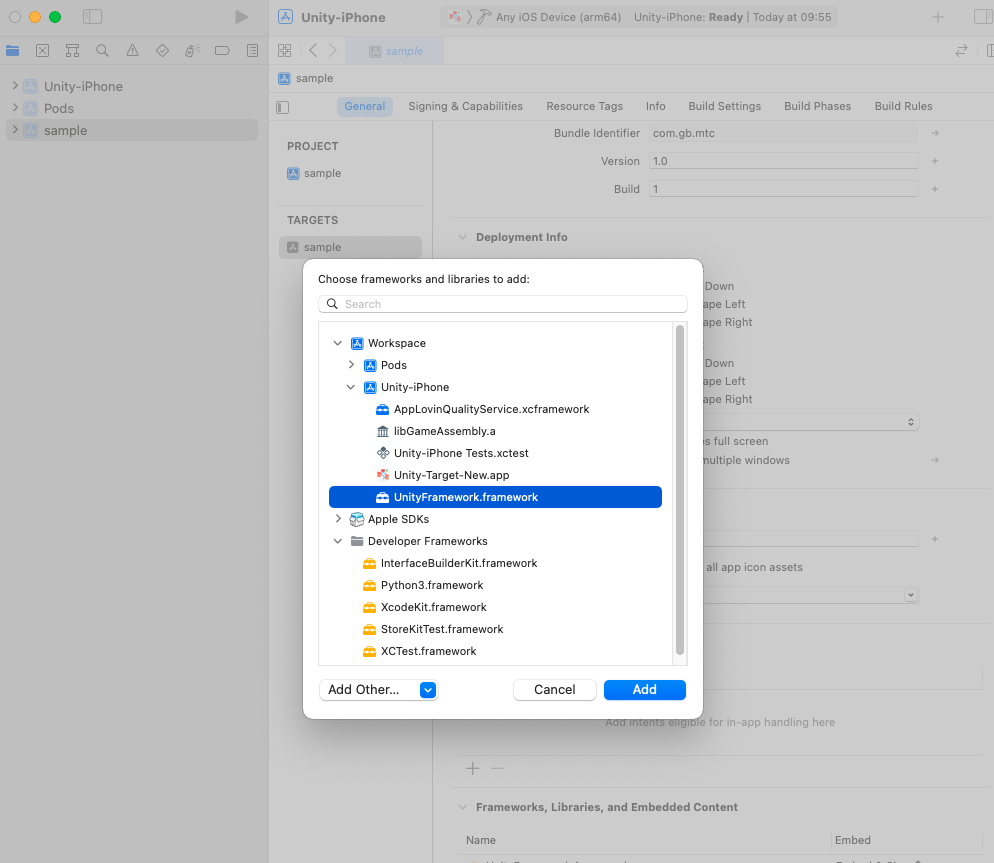 Unity-iPhone
Any iOS Device (arm64)
Unity-iPhone: Ready | Today at 09:55
sample
Unity-iPhone
Pods
sample
sample
General
Signing & Capabilities
Resource Tags
Info
Build Settings
Build Phases
Build Rules
PROJECT
sample
TARGETS
sample
Bundle Identifier
com.gb.mtc
Version
1.0
Build
1
Deployment Info
Down
ape Left
ape Right
Down
ape Left
ape Right
es full screen
multiple windows
all app icon assets
Choose frameworks and libraries to add:
Search
Workspace
Pods
Unity-iPhone
AppLovinQualityService.xcframework
libGameAssembly.a
Unity-iPhone Tests.xctest
Unity-Target-New.app
UnityFramework.framework
Apple SDKs
Developer Frameworks
InterfaceBuilderKit.framework
Python3.framework
XcodeKit.framework
StoreKitTest.framework
XCTest.framework
Add Other...
Cancel
Add
Add intents eligible for in-app handling here
Frameworks, Libraries, and Embedded Content
Name
Embed